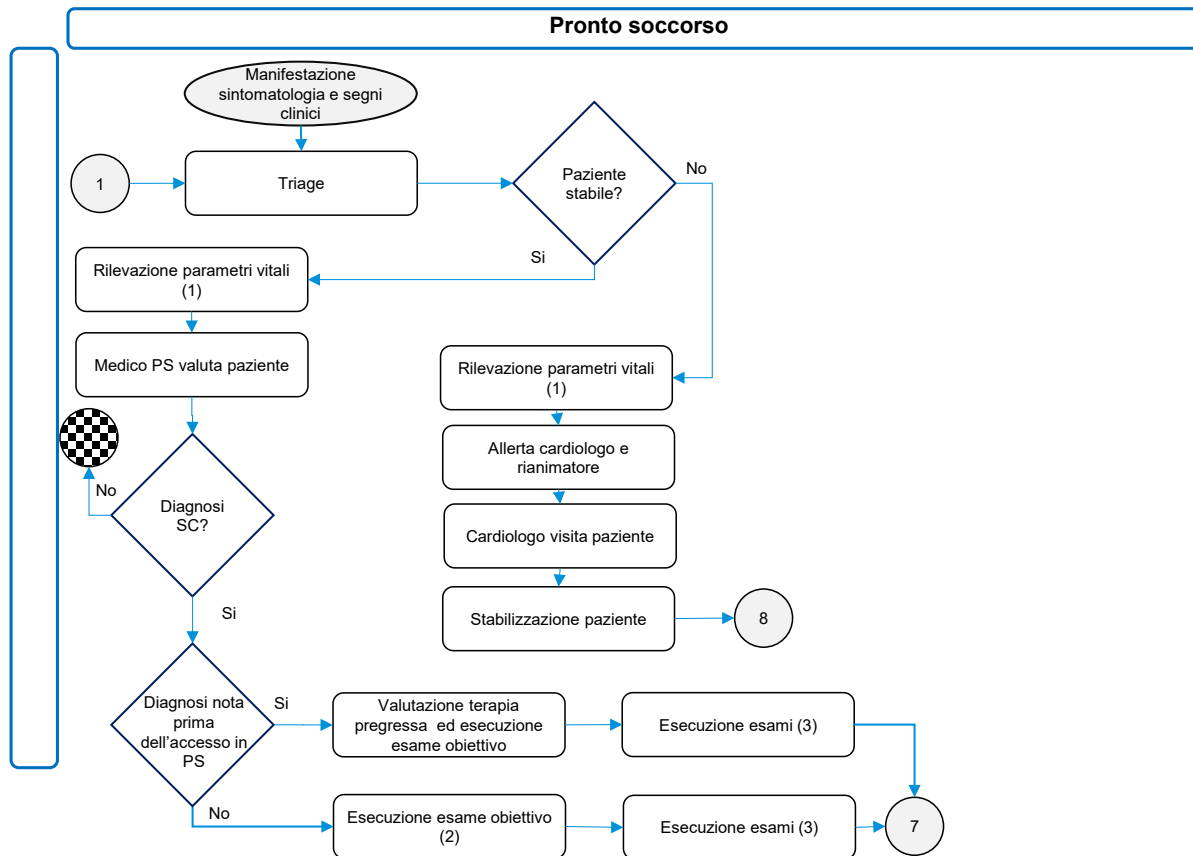 Pronto soccorso
Manifestazione
sintomatologia e segni
clinici
1
Triage
Paziente
stabile?
No
Si
Rilevazione parametri vitali
(1)
Medico PS valuta paziente
No
Diagnosi
SC?
Si
Rilevazione parametri vitali
(1)
Allerta cardiologo e
rianimatore
Cardiologo visita paziente
Stabilizzazione paziente
8
Diagnosi nota
prima
dell'accesso in
PS
Si
Valutazione terapia
pregressa ed esecuzione
esame obiettivo
Esecuzione esami (3)
No
Esecuzione esame obiettivo
(2)
Esecuzione esami (3)
7